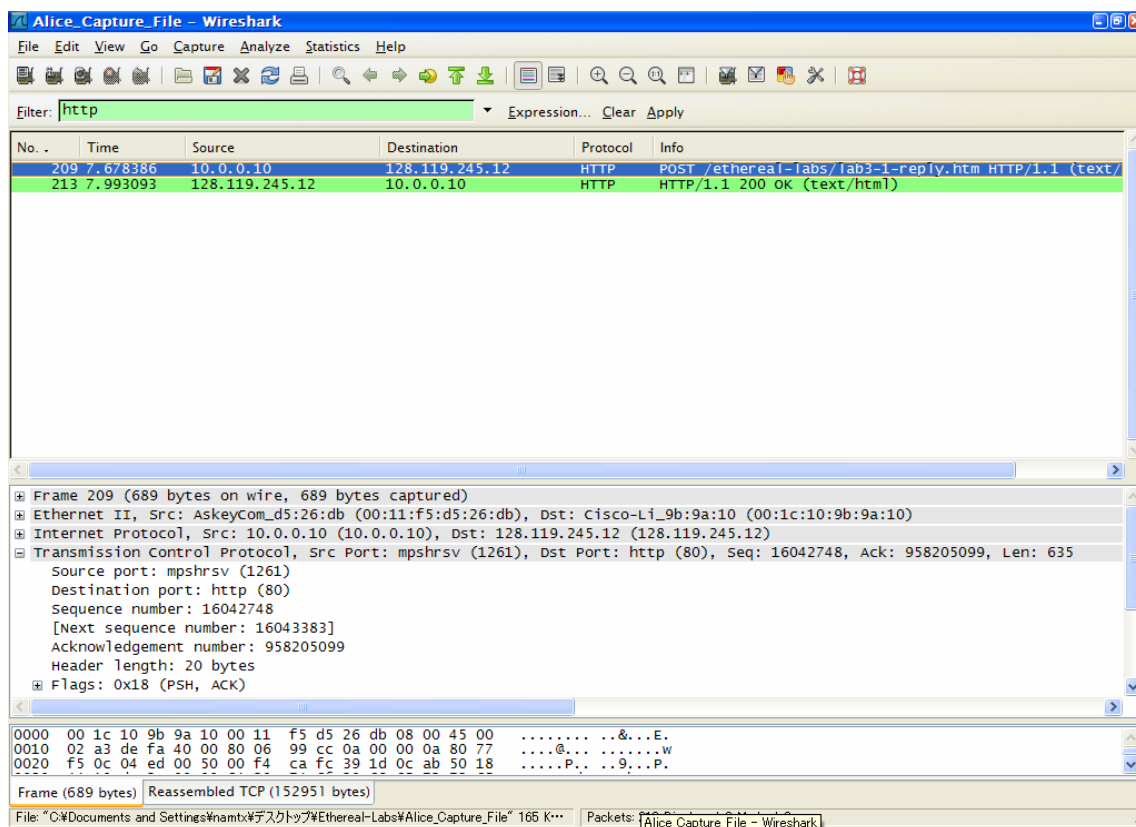 Alice_Capture_File - Wireshark
File Edit View Go Capture Analyze Statistics Help
Filter: http Expression... Clear Apply
No. . Time Source Destination Protocol Info
209 7.678386 10.0.0.10 128.119.245.12 HTTP POST /ethereal-labs/lab3-1-reply.htm HTTP/1.1 (text/
213 7.993093 128.119.245.12 10.0.0.10 HTTP HTTP/1.1 200 OK (text/html)
Frame 209 (689 bytes on wire, 689 bytes captured)
Ethernet II, Src: AskeyCom_d5:26:db (00:11:f5:d5:26:db), Dst: Cisco-Li_9b:9a:10 (00:1c:10:9b:9a:10)
Internet Protocol, Src: 10.0.0.10 (10.0.0.10), Dst: 128.119.245.12 (128.119.245.12)
Transmission Control Protocol, Src Port: mpshrsv (1261), Dst Port: http (80), Seq: 16042748, Ack: 958205099, Len: 635
Source port: mpshrsv (1261)
Destination port: http (80)
Sequence number: 16042748
[Next sequence number: 16043383]
Acknowledgement number: 958205099
Header length: 20 bytes
Flags: 0x18 (PSH, ACK)
0000 00 1c 10 9b 9a 10 00 11 f5 d5 26 db 08 00 45 00 ........ ..&...E.
0010 02 a3 de fa 40 00 80 06 99 cc 0a 00 00 0a 80 77 ....@... .......w
0020 f5 0c 04 ed 00 50 00 f4 ca fc 39 1d 0c ab 50 18 .....P.. ..9...P.
Frame (689 bytes) Reassembled TCP (152951 bytes)
File: "C:¥Documents and Settings¥namtx¥デスクトップ¥Ethereal-Labs¥Alice_Capture_File" 165 K... Packets:
Alice_Capture_File - Wireshark